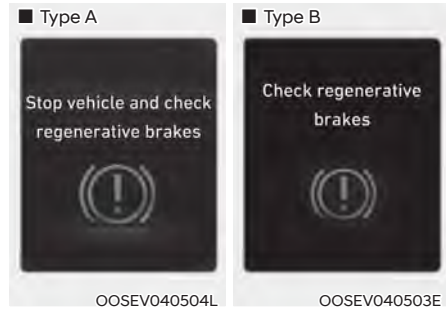 ■ Type A
Stop vehicle and check
regenerative brakes
OOSEV040504L
■ Type B
Check regenerative
brakes
OOSEV040503E